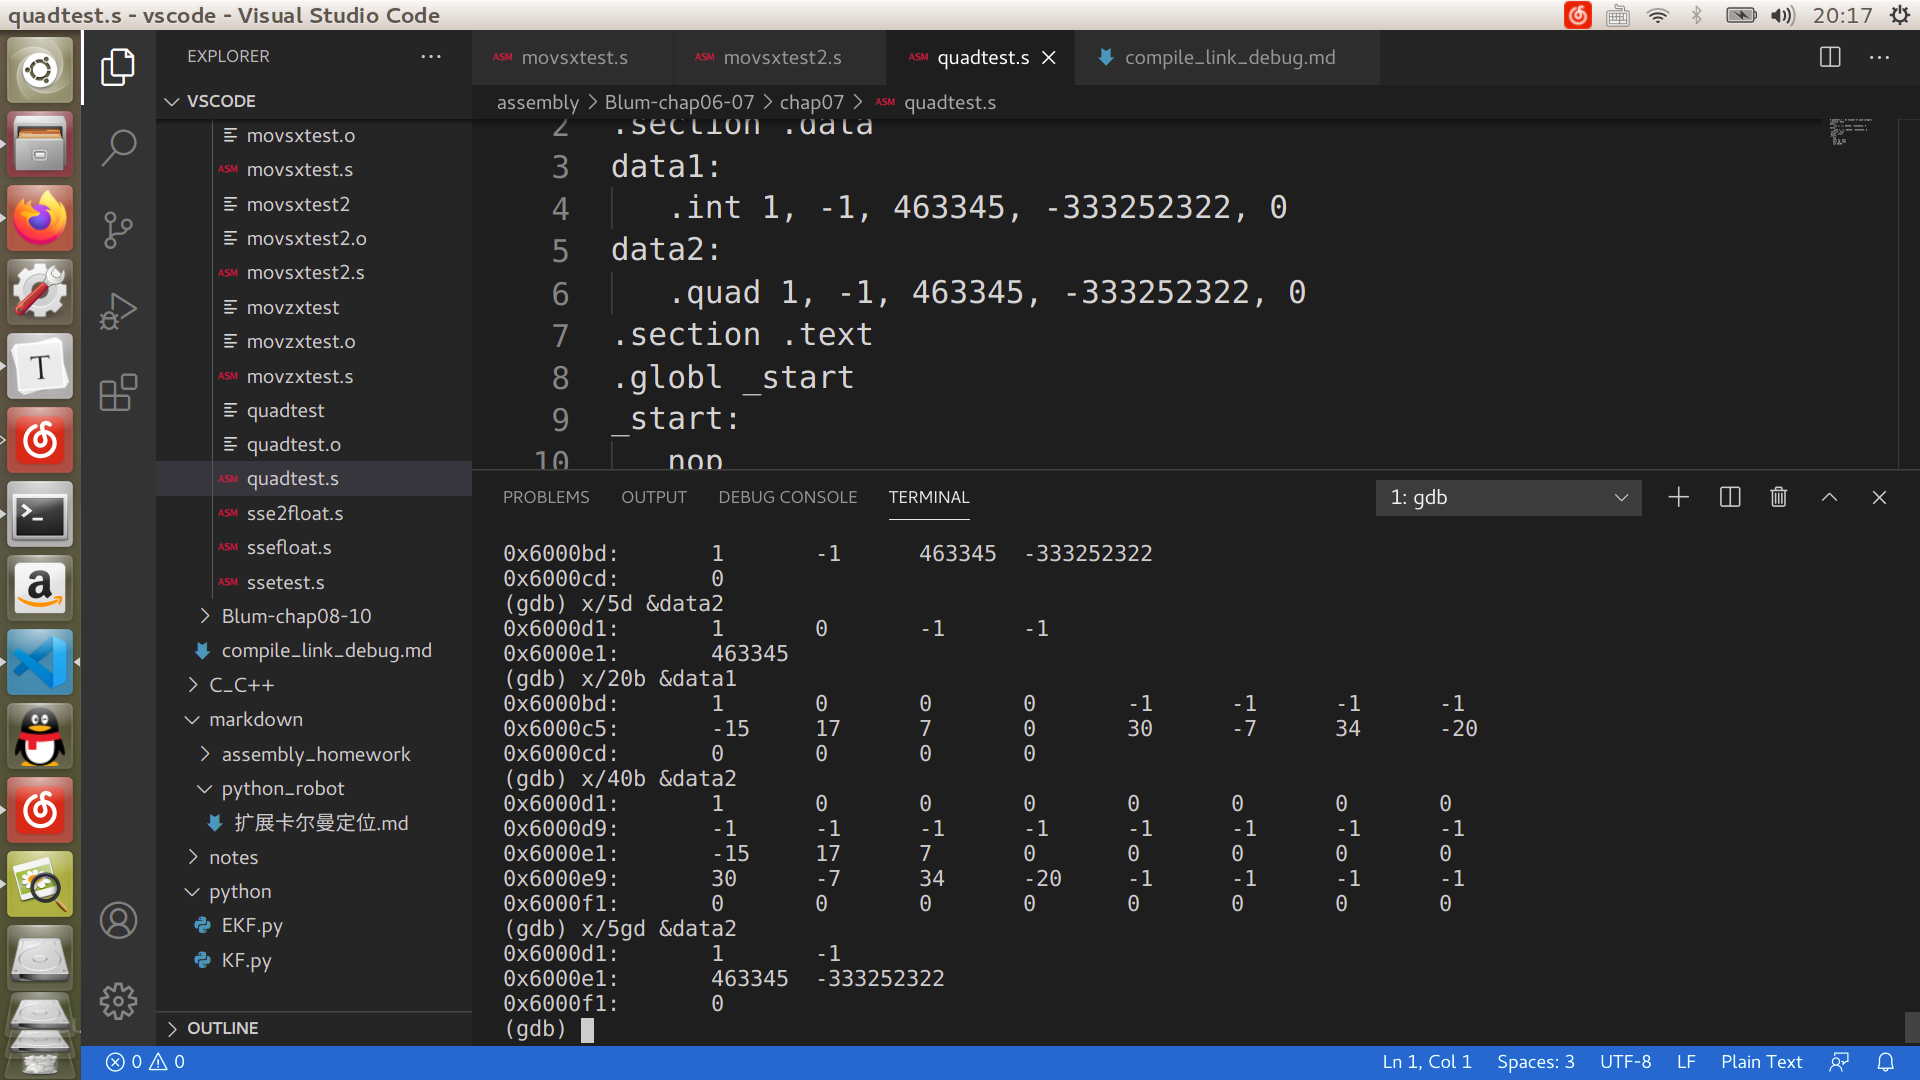 quadtest.s - vscode - Visual Studio Code
20:17
EXPLORER
movsxtest.s
movsxtest2.s
quadtest.s
compile_link_debug.md
VSCODE
assembly > Blum-chap06-07 > chap07 > ASM quadtest.s
movsxtest.o
ASM movsxtest.s
movsxtest2
movsxtest2.o
ASM movsxtest2.s
movzxtest
movzxtest.o
ASM movzxtest.s
quadtest
quadtest.o
ASM quadtest.s
ASM sse2float.s
ASM ssefloat.s
ASM ssetest.s
Blum-chap08-10
compile_link_debug.md
C_C++
markdown
assembly_homework
python_robot
扩展卡尔曼定位.md
notes
python
EKF.py
KF.py
OUTLINE
2 .section .data
3 data1:
4 .int 1, -1, 463345, -333252322, 0
5 data2:
6 .quad 1, -1, 463345, -333252322, 0
7 .section .text
8 .globl _start
9 _start:
10 nop
PROBLEMS OUTPUT DEBUG CONSOLE TERMINAL
1: gdb
0x6000bd: 1 -1 463345 -333252322
0x6000cd: 0
(gdb) x/5d &data2
0x6000d1: 1 0 -1 -1
0x6000e1: 463345
(gdb) x/20b &data1
0x6000bd: 1 0 0 0 -1 -1 -1 -1
0x6000c5: -15 17 7 0 30 -7 34 -20
0x6000cd: 0 0 0 0
(gdb) x/40b &data2
0x6000d1: 1 0 0 0 0 0 0 0
0x6000d9: -1 -1 -1 -1 -1 -1 -1 -1
0x6000e1: -15 17 7 0 0 0 0 0
0x6000e9: 30 -7 34 -20 -1 -1 -1 -1
0x6000f1: 0 0 0 0 0 0 0 0
(gdb) x/5gd &data2
0x6000d1: 1 -1
0x6000e1: 463345 -333252322
0x6000f1: 0
(gdb)
0 0
Ln 1, Col 1 Spaces: 3 UTF-8 LF Plain Text